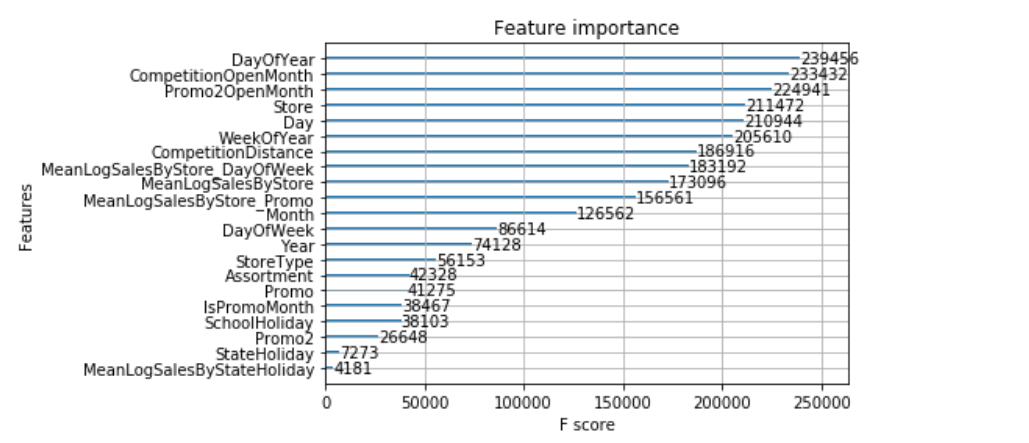 Feature importance
Features
DayOfYear 239456
CompetitionOpenMonth 233432
Promo2OpenMonth 224941
Store 211472
Day 210944
WeekOfYear 205610
CompetitionDistance 186916
MeanLogSalesByStore_DayOfWeek 183192
MeanLogSalesByStore 173096
MeanLogSalesByStore_Promo 156561
Month 126562
DayOfWeek 86614
Year 74128
StoreType 56153
Assortment 42328
Promo 41275
IsPromoMonth 38467
SchoolHoliday 38103
Promo2 26648
StateHoliday 7273
MeanLogSalesByStateHoliday 4181
0 50000 100000 150000 200000 250000
F score